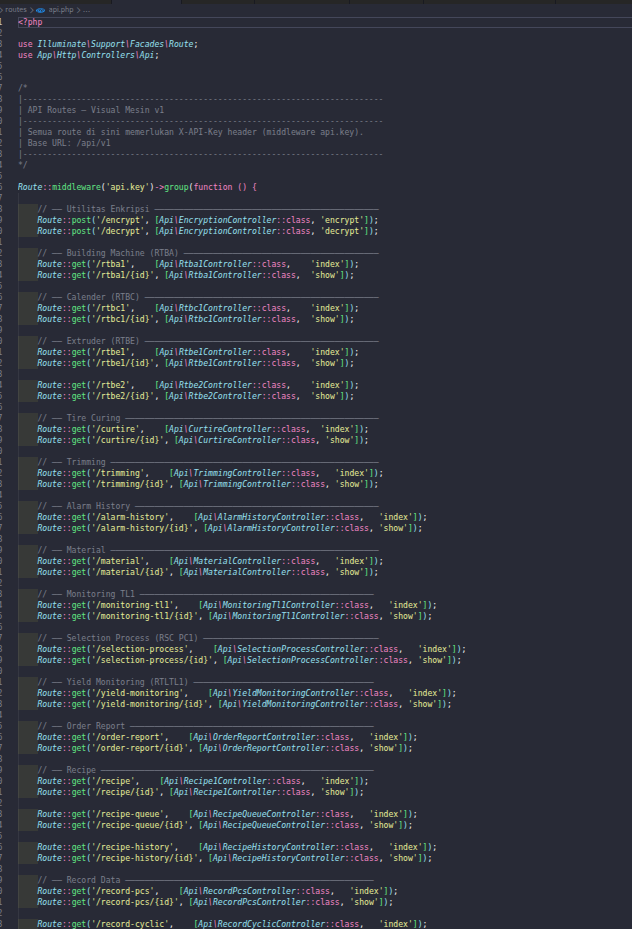 routes > api.php > ...
<?php
use Illuminate\Support\Facades\Route;
use App\Http\Controllers\Api;
/*
|--------------------------------------------------------------------------
| API Routes — Visual Mesin v1
|--------------------------------------------------------------------------
| Semua route di sini memerlukan X-API-Key header (middleware api.key).
| Base URL: /api/v1
|--------------------------------------------------------------------------
*/
Route::middleware('api.key')->group(function () {
// —— Utilitas Enkripsi ——————————————————————
Route::post('/encrypt', [Api\EncryptionController::class, 'encrypt']);
Route::post('/decrypt', [Api\EncryptionController::class, 'decrypt']);
// —— Building Machine (RTBA) ——————————————————————
Route::get('/rtba1',    [Api\Rtba1Controller::class,    'index']);
Route::get('/rtba1/{id}', [Api\Rtba1Controller::class,  'show']);
// —— Calender (RTBC) ——————————————————————
Route::get('/rtbc1',    [Api\Rtbc1Controller::class,    'index']);
Route::get('/rtbc1/{id}', [Api\Rtbc1Controller::class,  'show']);
// —— Extruder (RTBE) ——————————————————————
Route::get('/rtbe1',    [Api\Rtbe1Controller::class,    'index']);
Route::get('/rtbe1/{id}', [Api\Rtbe1Controller::class,  'show']);
Route::get('/rtbe2',    [Api\Rtbe2Controller::class,    'index']);
Route::get('/rtbe2/{id}', [Api\Rtbe2Controller::class,  'show']);
// —— Tire Curing ——————————————————————
Route::get('/curtire',    [Api\CurtireController::class,  'index']);
Route::get('/curtire/{id}', [Api\CurtireController::class, 'show']);
// —— Trimming ——————————————————————
Route::get('/trimming',    [Api\TrimmingController::class,   'index']);
Route::get('/trimming/{id}', [Api\TrimmingController::class, 'show']);
// —— Alarm History ——————————————————————
Route::get('/alarm-history',    [Api\AlarmHistoryController::class,   'index']);
Route::get('/alarm-history/{id}', [Api\AlarmHistoryController::class, 'show']);
// —— Material ——————————————————————
Route::get('/material',    [Api\MaterialController::class,   'index']);
Route::get('/material/{id}', [Api\MaterialController::class, 'show']);
// —— Monitoring TL1 ——————————————————————
Route::get('/monitoring-tl1',    [Api\MonitoringTl1Controller::class,   'index']);
Route::get('/monitoring-tl1/{id}', [Api\MonitoringTl1Controller::class, 'show']);
// —— Selection Process (RSC PC1) ——————————————————————
Route::get('/selection-process',    [Api\SelectionProcessController::class,   'index']);
Route::get('/selection-process/{id}', [Api\SelectionProcessController::class, 'show']);
// —— Yield Monitoring (RTLTL1) ——————————————————————
Route::get('/yield-monitoring',    [Api\YieldMonitoringController::class,   'index']);
Route::get('/yield-monitoring/{id}', [Api\YieldMonitoringController::class, 'show']);
// —— Order Report ——————————————————————
Route::get('/order-report',    [Api\OrderReportController::class,   'index']);
Route::get('/order-report/{id}', [Api\OrderReportController::class, 'show']);
// —— Recipe ——————————————————————
Route::get('/recipe',    [Api\Recipe1Controller::class,   'index']);
Route::get('/recipe/{id}', [Api\Recipe1Controller::class, 'show']);
Route::get('/recipe-queue',    [Api\RecipeQueueController::class,   'index']);
Route::get('/recipe-queue/{id}', [Api\RecipeQueueController::class, 'show']);
Route::get('/recipe-history',    [Api\RecipeHistoryController::class,   'index']);
Route::get('/recipe-history/{id}', [Api\RecipeHistoryController::class, 'show']);
// —— Record Data ——————————————————————
Route::get('/record-pcs',    [Api\RecordPcsController::class,   'index']);
Route::get('/record-pcs/{id}', [Api\RecordPcsController::class, 'show']);
Route::get('/record-cyclic',    [Api\RecordCyclicController::class,   'index']);